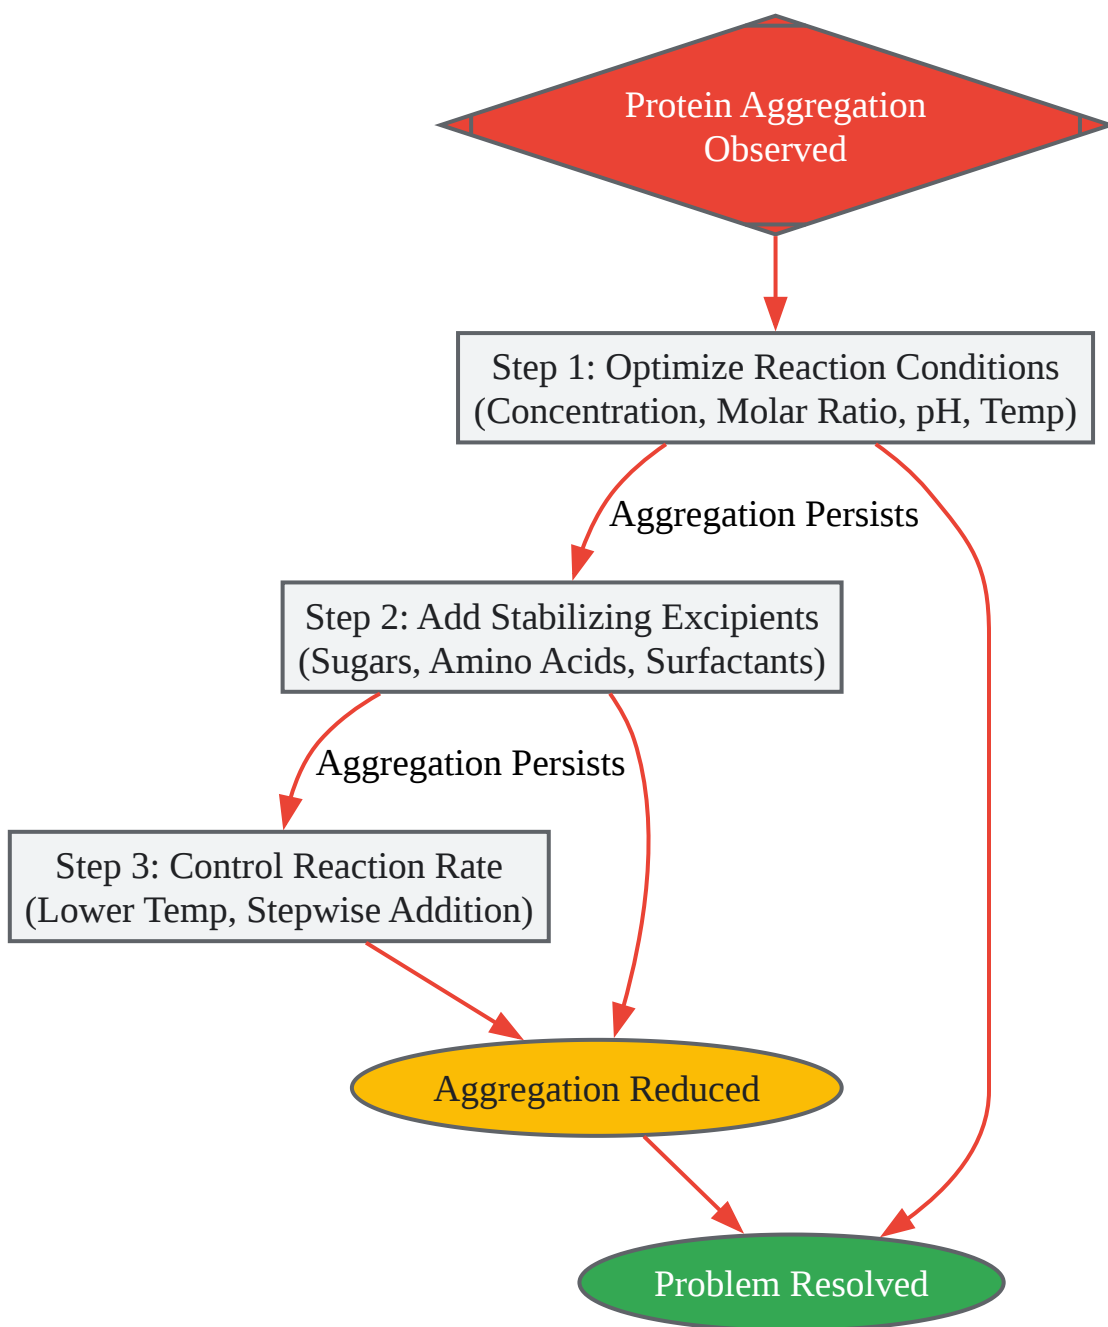 Protein Aggregation
Observed
Step 1: Optimize Reaction Conditions
(Concentration, Molar Ratio, pH, Temp)
Aggregation Persists
Step 2: Add Stabilizing Excipients
(Sugars, Amino Acids, Surfactants)
Aggregation Persists
Step 3: Control Reaction Rate
(Lower Temp, Stepwise Addition)
Aggregation Reduced
Problem Resolved